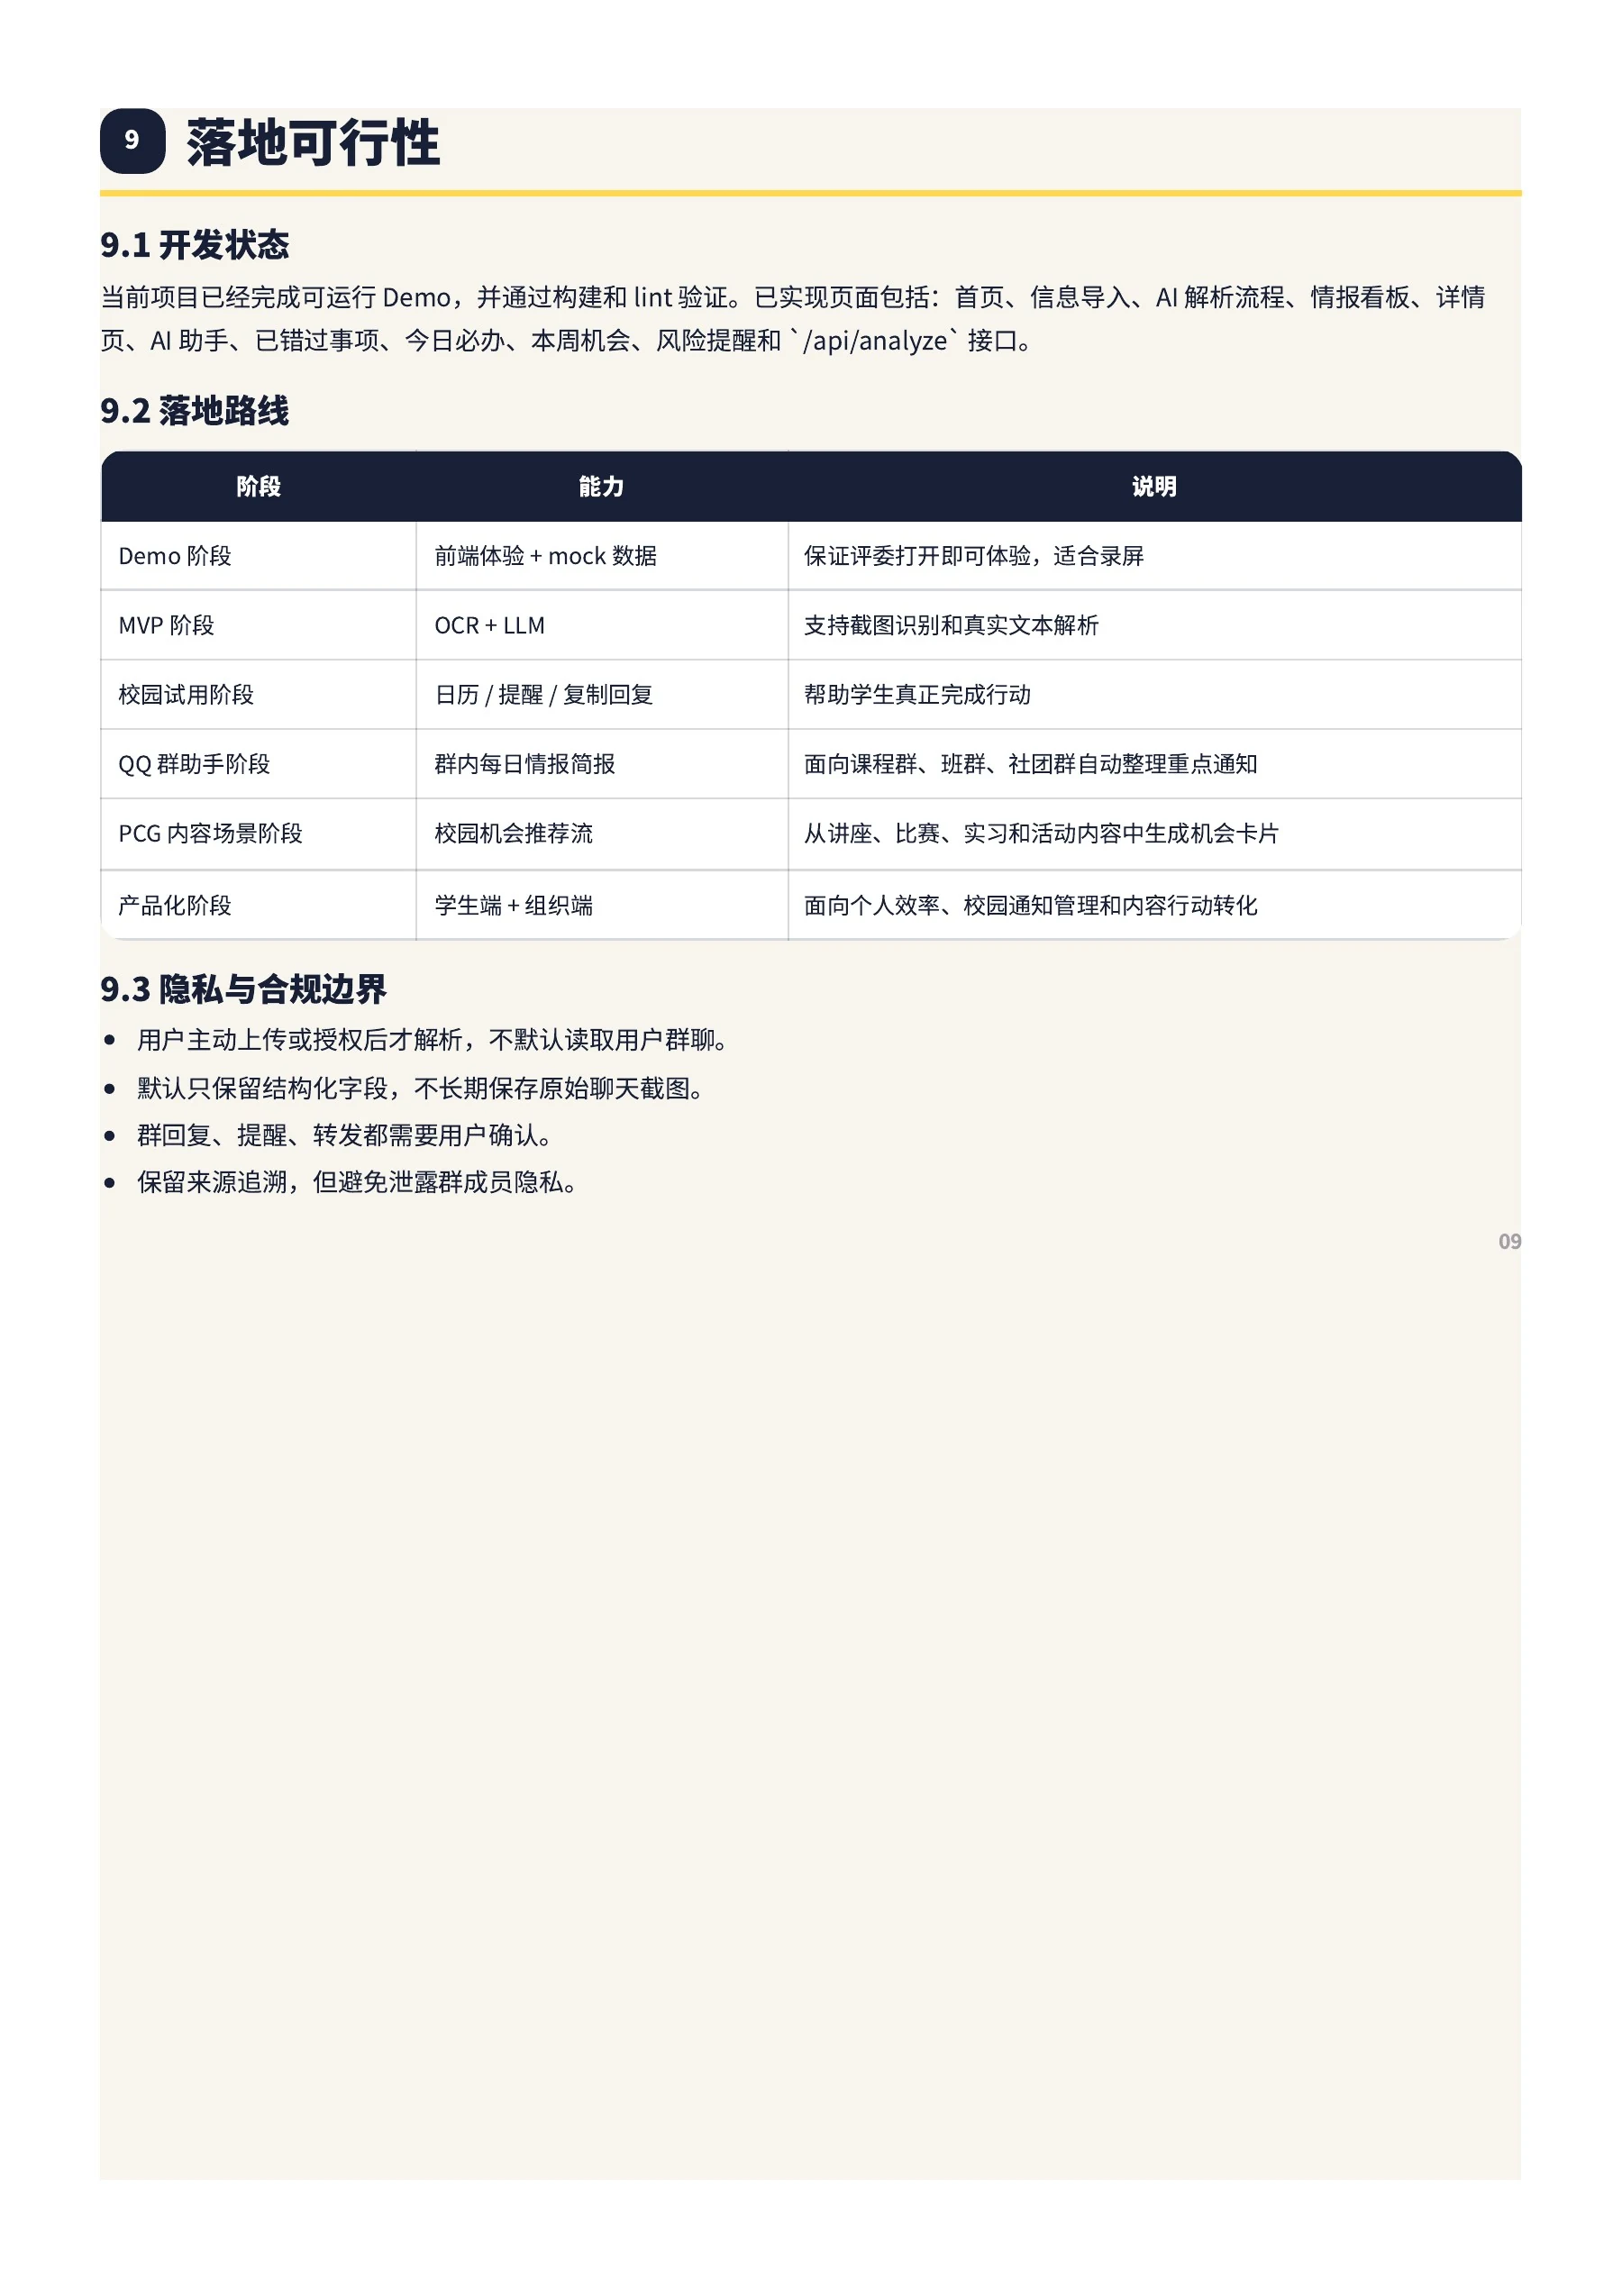 9 落地可行性
9.1 开发状态
当前项目已经完成可运行 Demo，并通过构建和 lint 验证。已实现页面包括：首页、信息导入、AI 解析流程、情报看板、详情
页、AI 助手、已错过事项、今日必办、本周机会、风险提醒和 `/api/analyze` 接口。
9.2 落地路线
阶段 能力 说明
Demo 阶段 前端体验 + mock 数据 保证评委打开即可体验，适合录屏
MVP 阶段 OCR + LLM 支持截图识别和真实文本解析
校园试用阶段 日历 / 提醒 / 复制回复 帮助学生真正完成行动
QQ 群助手阶段 群内每日情报简报 面向课程群、班群、社团群自动整理重点通知
PCG 内容场景阶段 校园机会推荐流 从讲座、比赛、实习和活动内容中生成机会卡片
产品化阶段 学生端 + 组织端 面向个人效率、校园通知管理和内容行动转化
9.3 隐私与合规边界
• 用户主动上传或授权后才解析，不默认读取用户群聊。
• 默认只保留结构化字段，不长期保存原始聊天截图。
• 群回复、提醒、转发都需要用户确认。
• 保留来源追溯，但避免泄露群成员隐私。
09